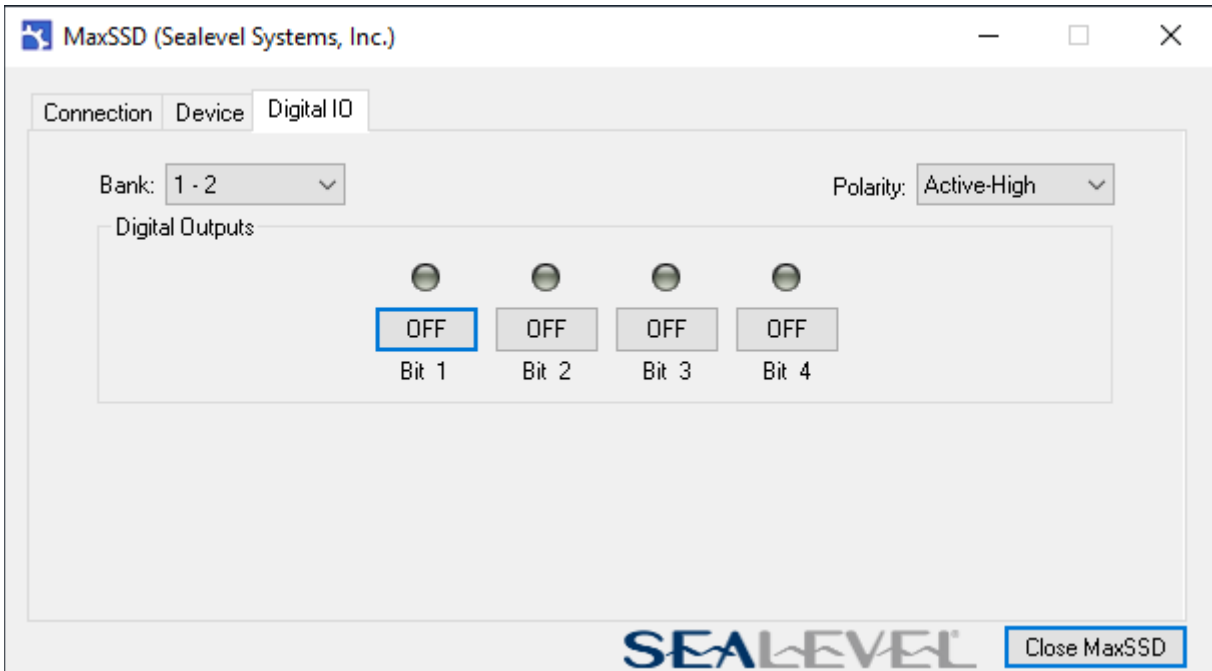 MaxSSD (Sealevel Systems, Inc.)
Connection Device Digital IO
Bank: 1 - 2 Polarity: Active-High
Digital Outputs
OFF OFF OFF OFF
Bit 1 Bit 2 Bit 3 Bit 4
SEALEVEL® Close MaxSSD